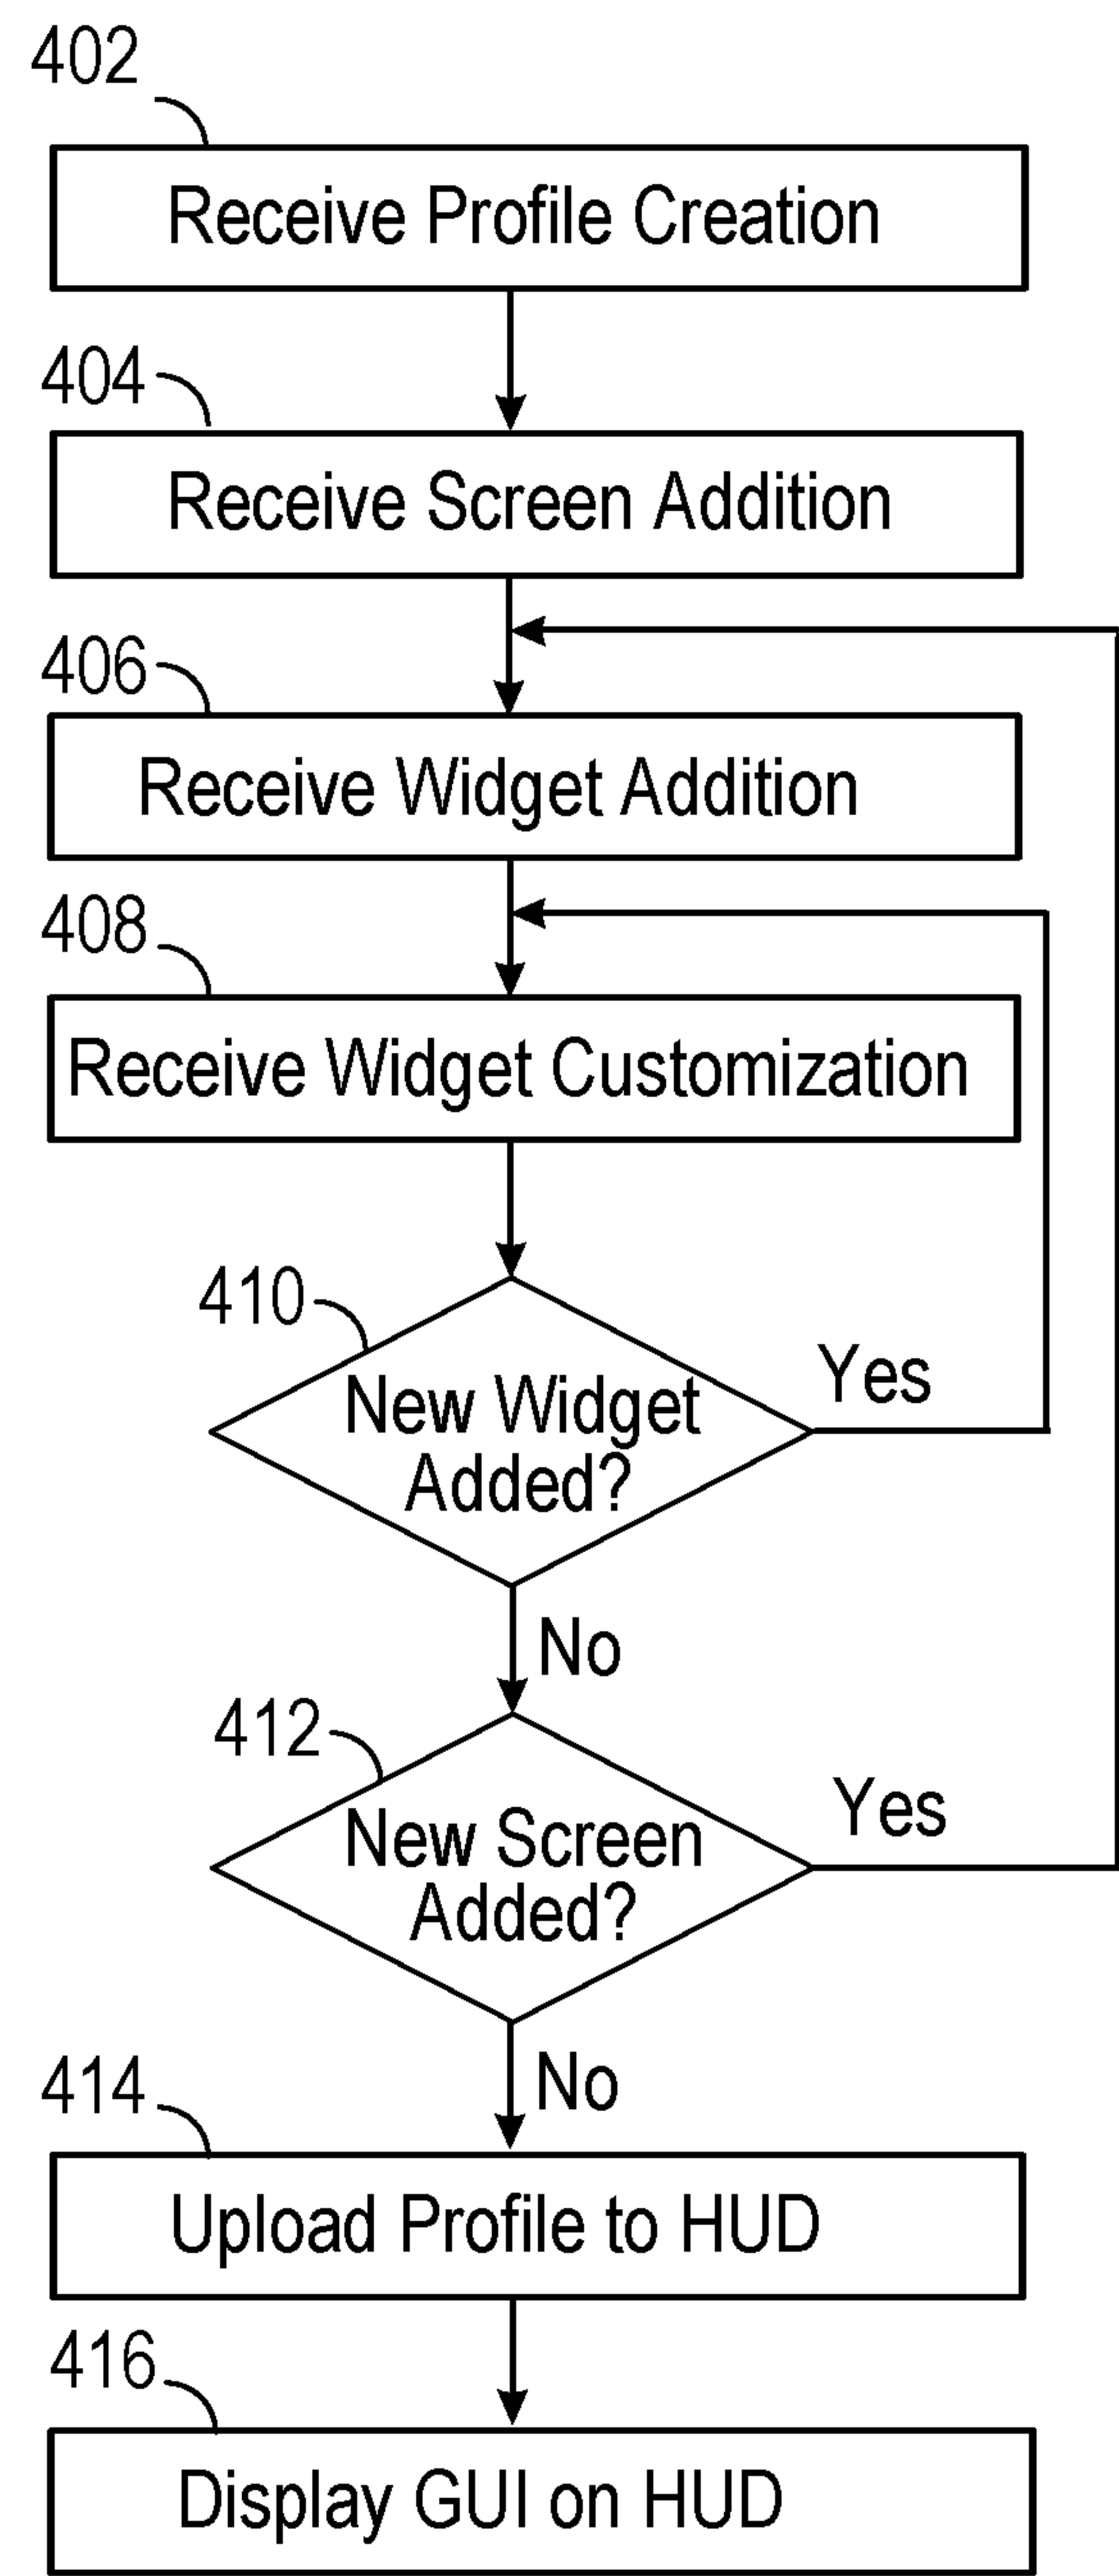 402
Receive Profile Creation
404
Receive Screen Addition
406
Receive Widget Addition
408
Receive Widget Customization
410
New Widget
Added?
Yes
No
412
New Screen
Added?
Yes
No
414
Upload Profile to HUD
416
Display GUI on HUD